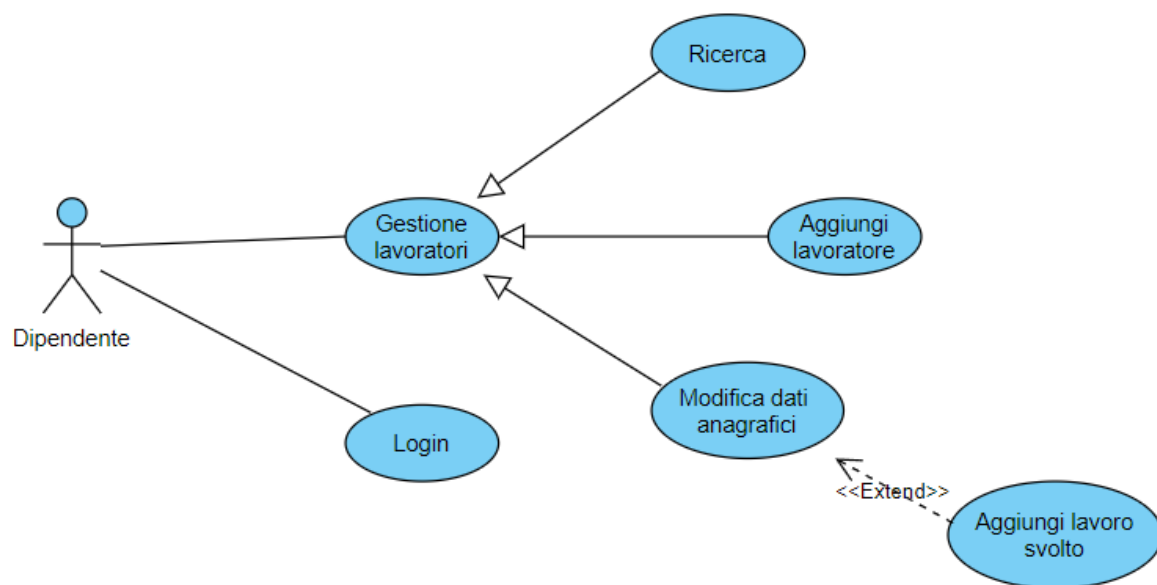 Ricerca
Gestione
lavoratori
Aggiungi
lavoratore
Dipendente
Modifica dati
anagrafici
Login
<<Extend>>
Aggiungi lavoro
svolto